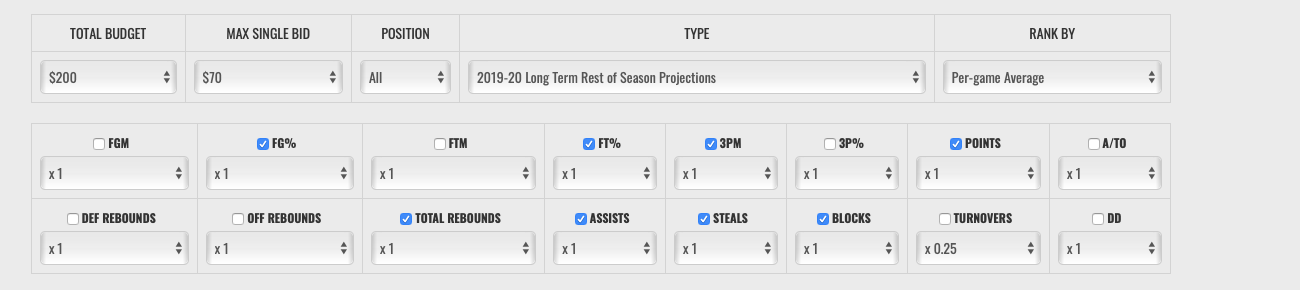 TOTAL BUDGET MAX SINGLE BID POSITION TYPE RANK BY
$200 $70 All 2019-20 Long Term Rest of Season Projections Per-game Average
FGM FG% FTM FT% 3PM 3P% POINTS A/TO
x 1 x 1 x 1 x 1 x 1 x 1 x 1 x 1
DEF REBOUNDS OFF REBOUNDS TOTAL REBOUNDS ASSISTS STEALS BLOCKS TURNOVERS DD
x 1 x 1 x 1 x 1 x 1 x 1 x 0.25 x 1